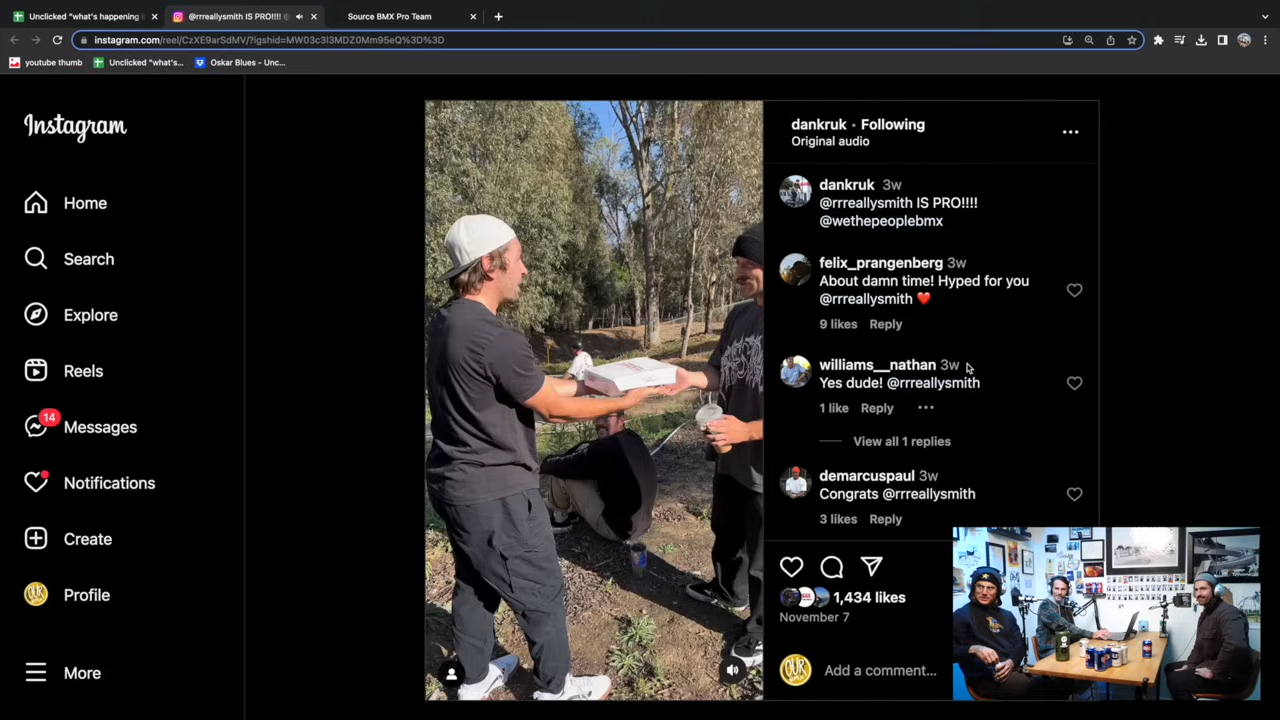 Unclicked "what's happening i
@rrreallysmith IS PRO!!!! @
Source BMX Pro Team
instagram.com/reel/CzXE9arSdMV/?igshid=MW03c3l3MDZ0Mm95eQ%3D%3D
youtube thumb
Unclicked "what's...
Oskar Blues - Unc...
Instagram
Home
Search
Explore
Reels
14
Messages
Notifications
Create
Profile
More
dankruk • Following
Original audio
dankruk 3w
@rrreallysmith IS PRO!!!!
@wethepeoplebmx
felix_prangenberg 3w
About damn time! Hyped for you
@rrreallysmith ❤️
9 likes Reply
williams__nathan 3w
Yes dude! @rrreallysmith
1 like Reply
View all 1 replies
demarcuspaul 3w
Congrats @rrreallysmith
3 likes Reply
1,434 likes
November 7
OUR
Add a comment...